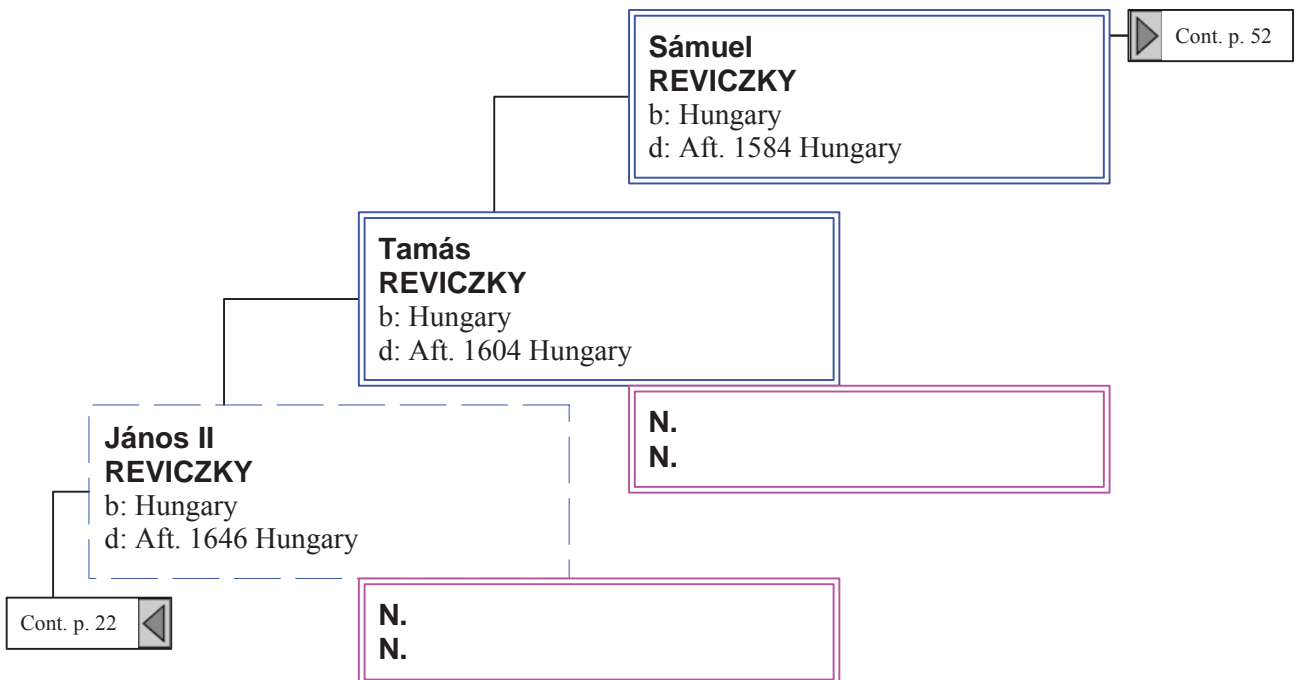 Sámuel
REVICZKY
b: Hungary
d: Aft. 1584 Hungary
Cont. p. 52
Tamás
REVICZKY
b: Hungary
d: Aft. 1604 Hungary
N.
N.
János II
REVICZKY
b: Hungary
d: Aft. 1646 Hungary
Cont. p. 22
N.
N.